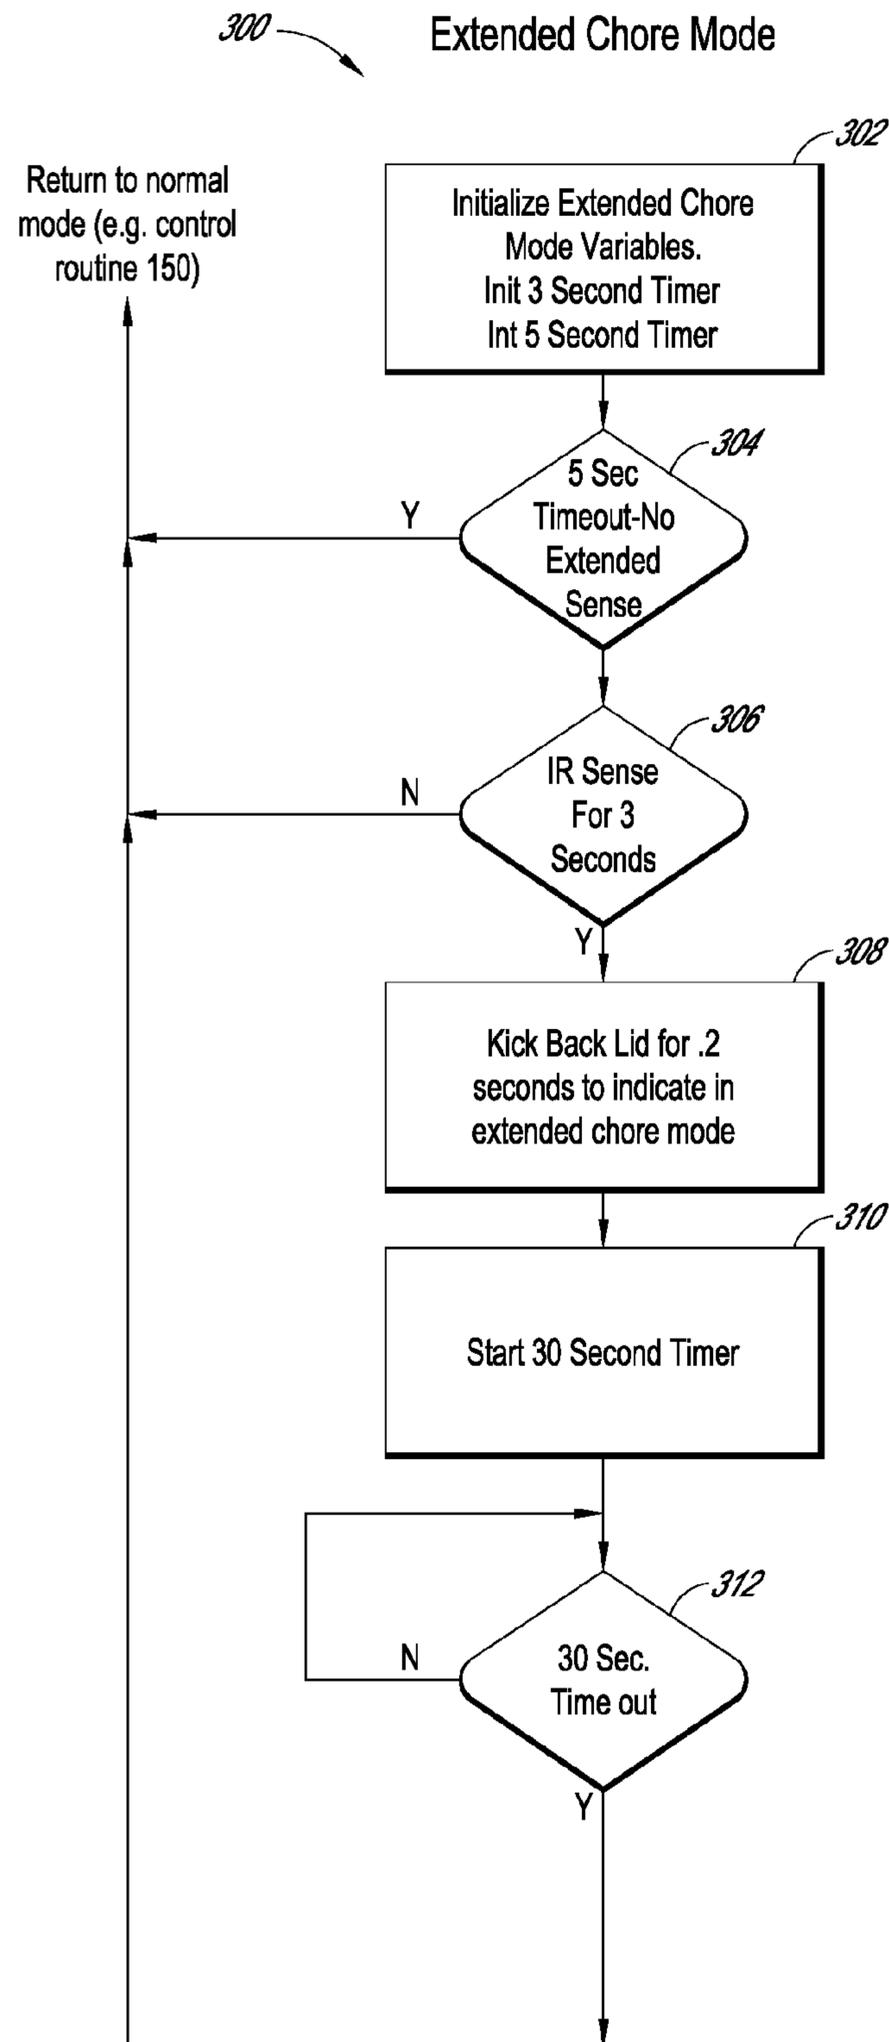 300
Extended Chore Mode
302
Return to normal
mode (e.g. control
routine 150)
Initialize Extended Chore
Mode Variables.
Init 3 Second Timer
Int 5 Second Timer
304
5 Sec
Timeout-No
Extended
Sense
Y
306
IR Sense
For 3
Seconds
N
Y
308
Kick Back Lid for .2
seconds to indicate in
extended chore mode
310
Start 30 Second Timer
312
30 Sec.
Time out
N
Y